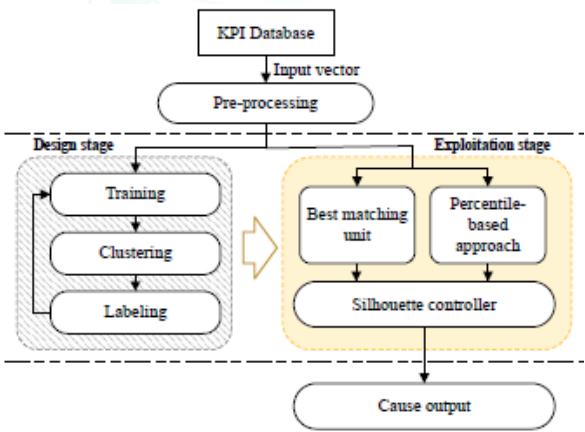 KPI Database
Input vector
Pre-processing
Design stage
Exploitation stage
Training
Clustering
Labeling
Best matching
unit
Percentile-
based
approach
Silhouette controller
Cause output